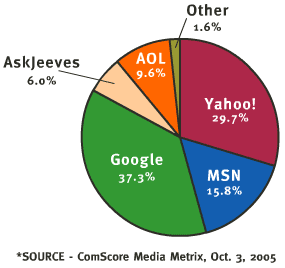 Other
1.6%
AOL
9.6%
AskJeeves
6.0%
Yahoo!
29.7%
Google
37.3%
MSN
15.8%
*SOURCE - ComScore Media Metrix, Oct. 3, 2005